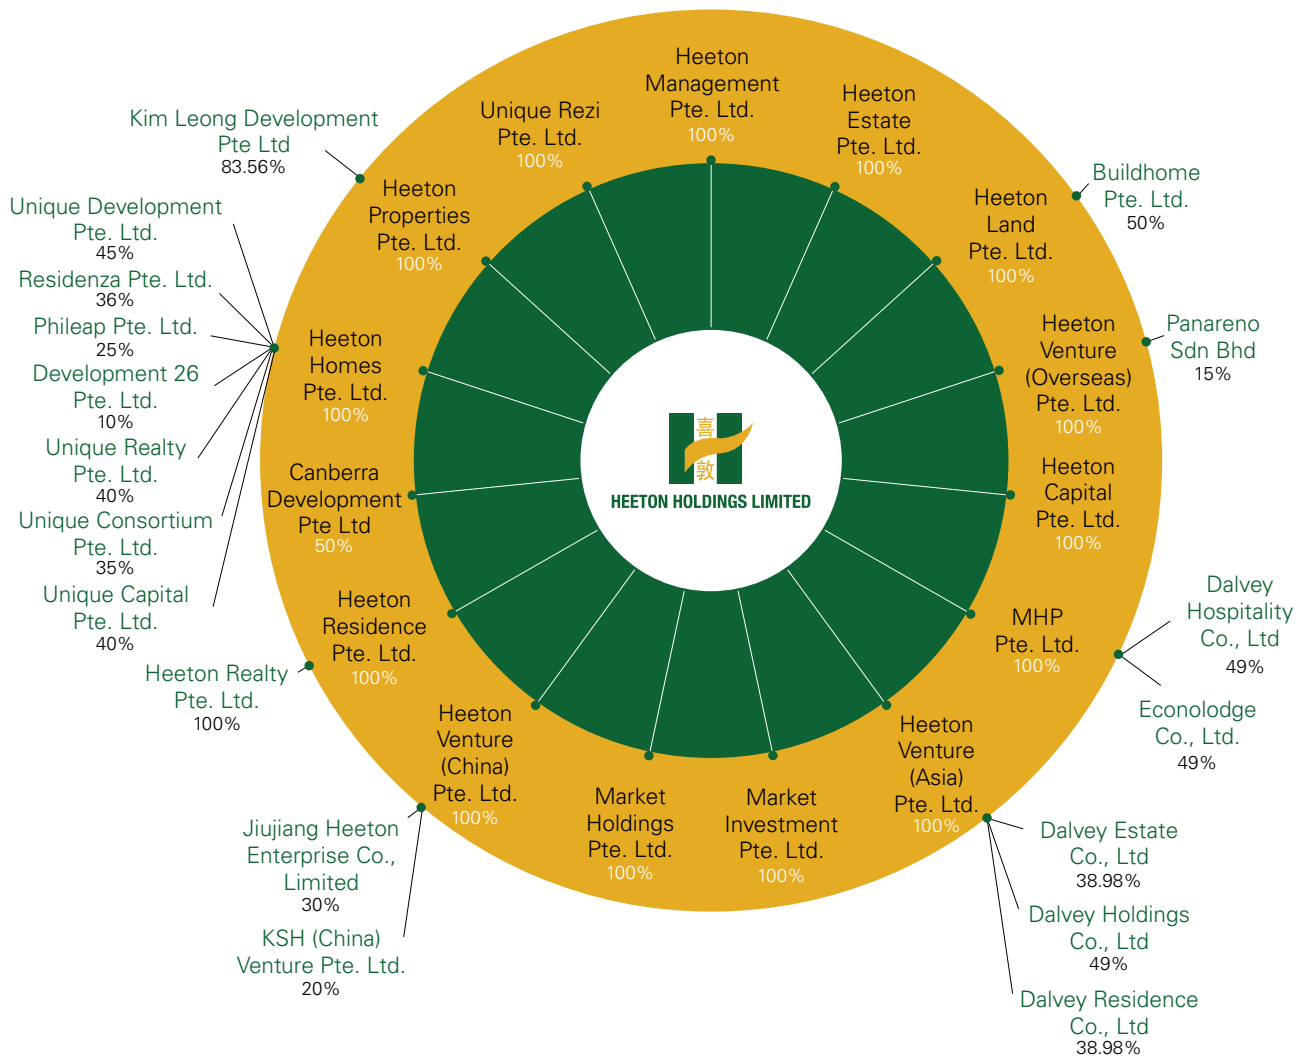 Heeton
Management
Pte. Ltd.
100%
Heeton
Estate
Pte. Ltd.
100%
Heeton
Land
Pte. Ltd.
100%
Buildhome
Pte. Ltd.
50%
Heeton
Venture
(Overseas)
Pte. Ltd.
100%
Panareno
Sdn Bhd
15%
Heeton
Capital
Pte. Ltd.
100%
MHP
Pte. Ltd.
100%
Dalvey
Hospitality
Co., Ltd
49%
Econolodge
Co., Ltd.
49%
Heeton
Venture
(Asia)
Pte. Ltd.
100%
Dalvey Estate
Co., Ltd
38.98%
Dalvey Holdings
Co., Ltd
49%
Dalvey Residence
Co., Ltd
38.98%
Market
Investment
Pte. Ltd.
100%
Market
Holdings
Pte. Ltd.
100%
Heeton
Venture
(China)
Pte. Ltd.
100%
Jiujiang Heeton
Enterprise Co.,
Limited
30%
KSH (China)
Venture Pte. Ltd.
20%
Heeton
Residence
Pte. Ltd.
100%
Heeton Realty
Pte. Ltd.
100%
Canberra
Development
Pte Ltd
50%
Heeton
Homes
Pte. Ltd.
100%
Unique Development
Pte. Ltd.
45%
Residenza Pte. Ltd.
36%
Phileap Pte. Ltd.
25%
Development 26
Pte. Ltd.
10%
Unique Realty
Pte. Ltd.
40%
Unique Consortium
Pte. Ltd.
35%
Unique Capital
Pte. Ltd.
40%
Heeton
Properties
Pte. Ltd.
100%
Kim Leong Development
Pte Ltd
83.56%
Unique Rezi
Pte. Ltd.
100%
喜
敦
HEETON HOLDINGS LIMITED